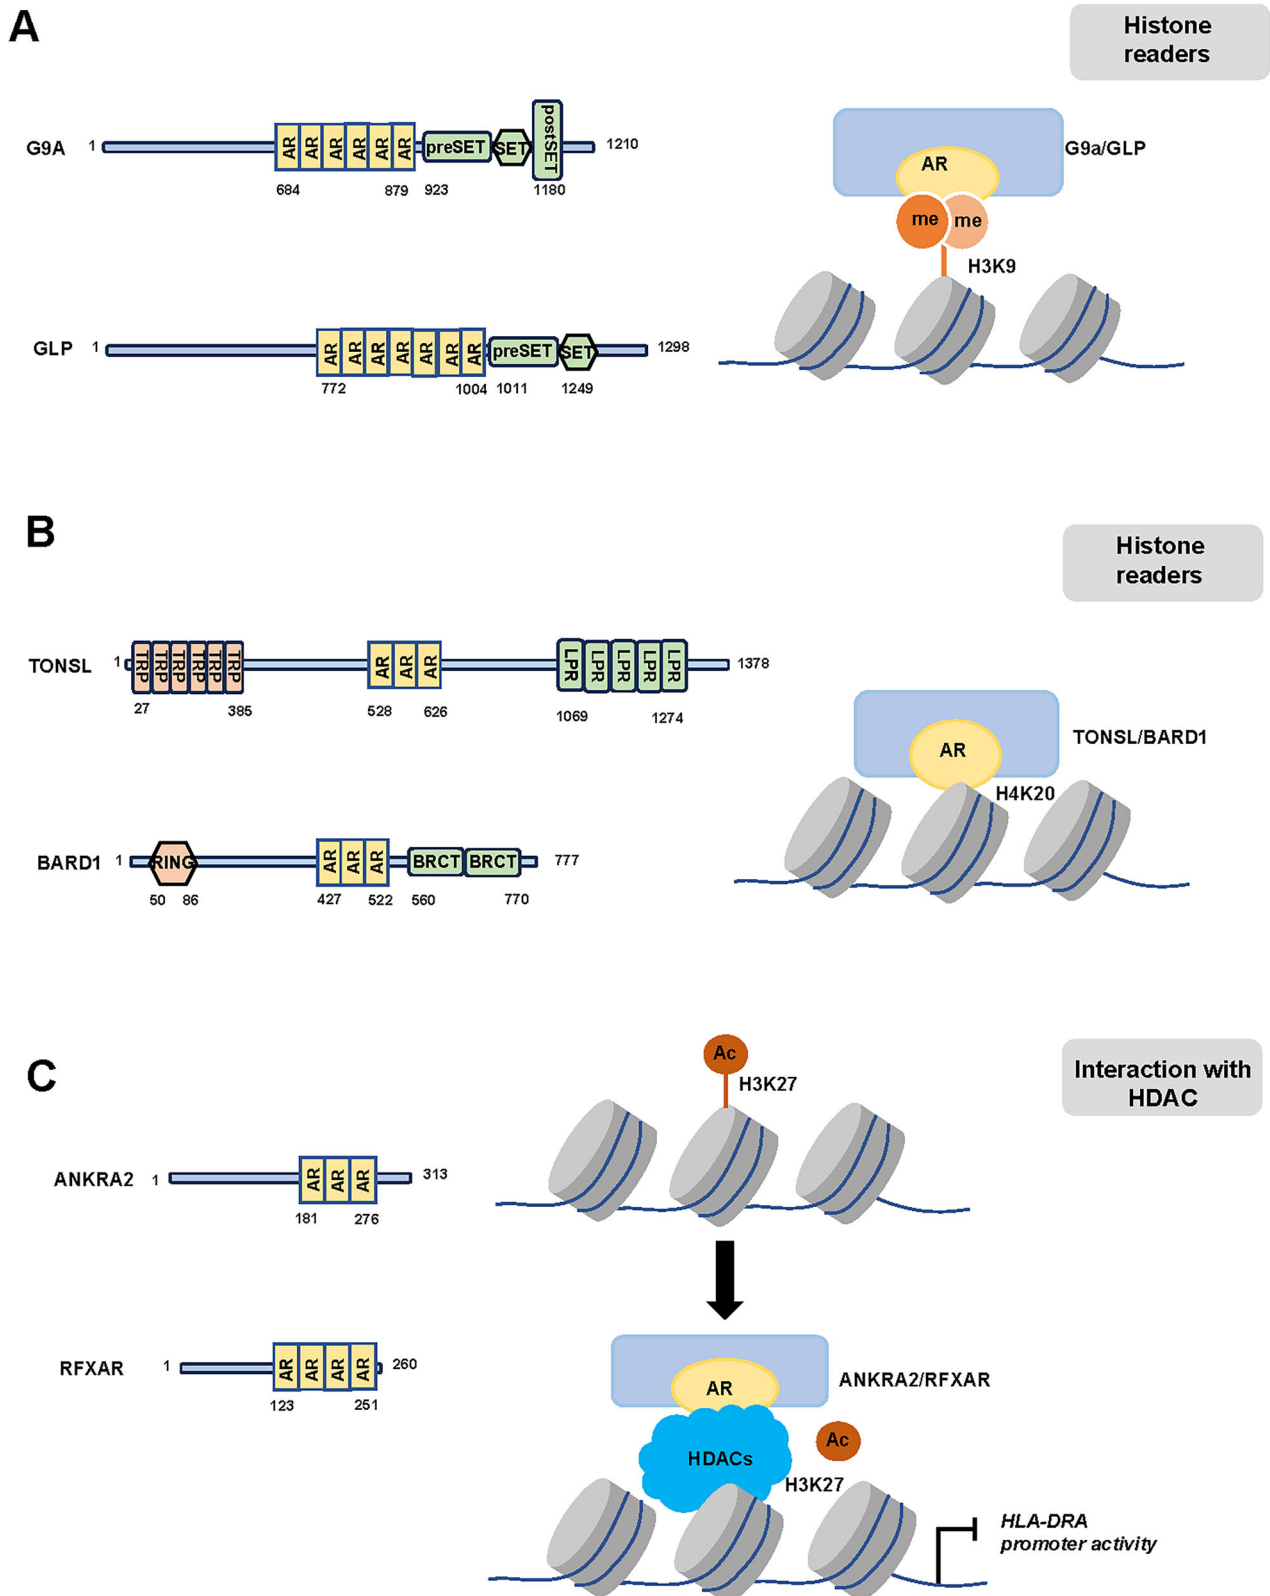 A
Histone
readers
G9A
1
AR
AR
AR
AR
AR
AR
preSET
SET
postSET
1210
684
879
923
1180
AR
G9a/GLP
me
me
H3K9
GLP
1
AR
AR
AR
AR
AR
AR
AR
preSET
SET
1298
772
1004
1011
1249
B
Histone
readers
TONSL
1
TRP
TRP
TRP
TRP
TRP
TRP
AR
AR
AR
LPR
LPR
LPR
LPR
LPR
1378
27
385
528
626
1069
1274
AR
TONSL/BARD1
H4K20
BARD1
1
RING
AR
AR
AR
BRCT
BRCT
777
50
86
427
522
560
770
C
Interaction with
HDAC
Ac
H3K27
ANKRA2
1
AR
AR
AR
313
181
276
RFXAR
1
AR
AR
AR
AR
260
123
251
AR
ANKRA2/RFXAR
HDACs
Ac
H3K27
HLA-DRA
promoter activity